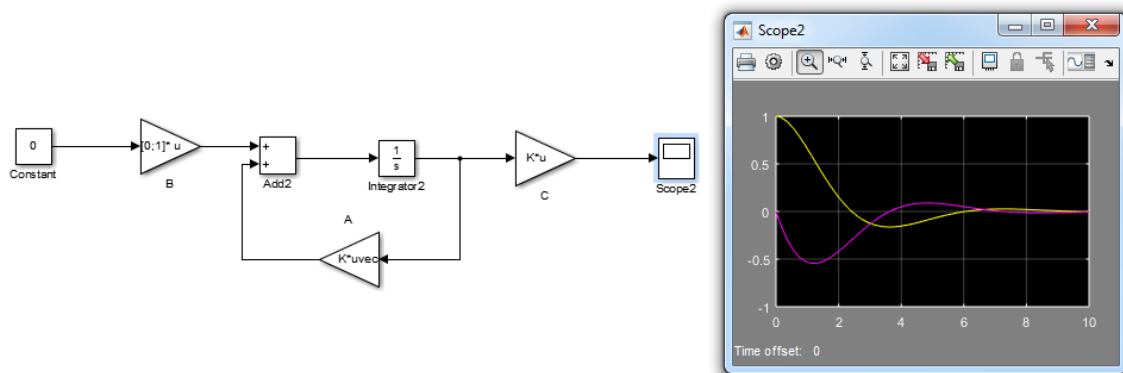 0
Constant
[0;1]* u
B
+
+
Add2
1
s
Integrator2
A
K*uvec
K*u
C
Scope2
Scope2
1
0.5
0
-0.5
-1
0
2
4
6
8
10
Time offset: 0